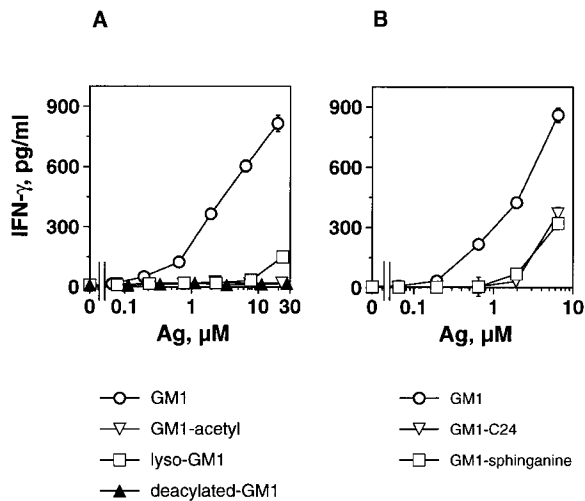 A
B
IFN-γ, pg/ml
900
600
300
0
0 0.1 1 10 30
Ag, µM
900
600
300
0
0 0.1 1 10
Ag, µM
GM1
GM1-acetyl
lyso-GM1
deacylated-GM1
GM1
GM1-C24
GM1-sphinganine